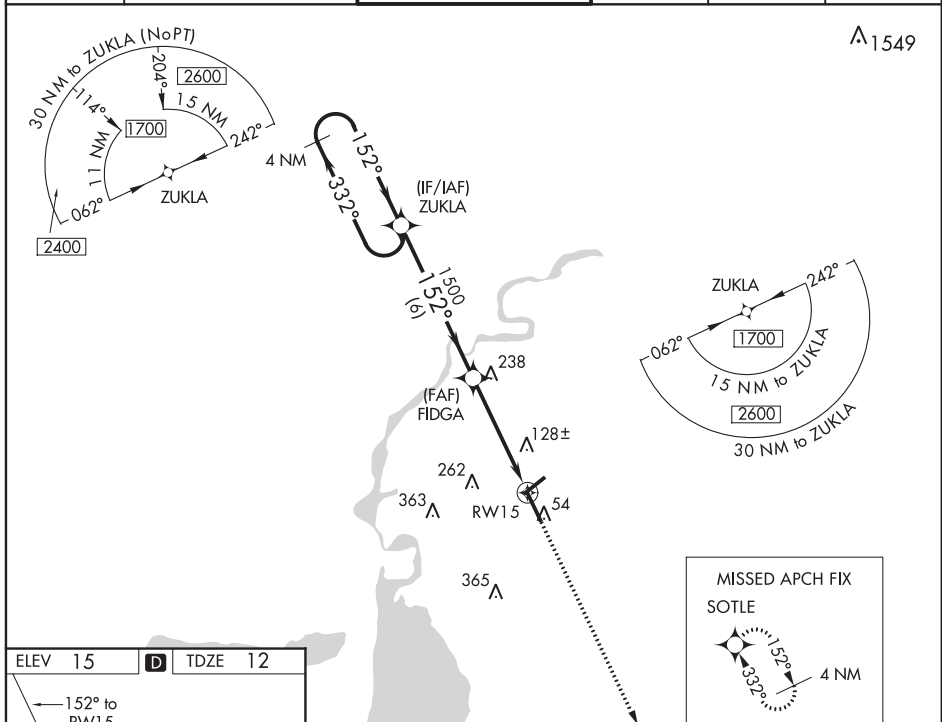 1549
30 NM to ZUKLA (NoPT)
204°
2600
15 NM
114°
1700
11 NM
242°
062°
ZUKLA
2400
4 NM
152°
332°
(IF/IAF)
ZUKLA
1500
152°
(6)
ZUKLA
242°
062°
1700
15 NM to ZUKLA
2600
30 NM to ZUKLA
238
(FAF)
FIDGA
128±
262
363
RW15
54
365
MISSED APCH FIX
SOTLE
152°
332°
4 NM
ELEV 15 D TDZE 12
152° to
RW15